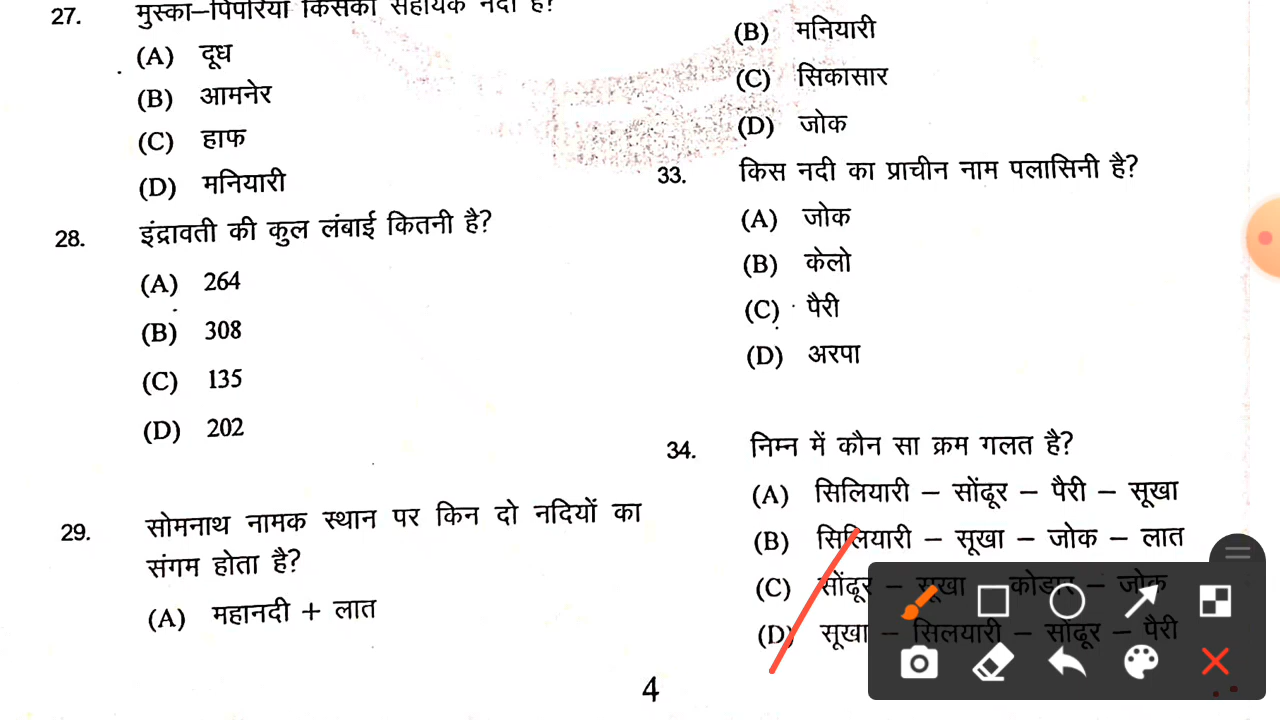 27. मुस्का–पिपरिया किसकी सहायक नदी है?
(A) दूध
(B) आमनेर
(C) हाफ
(D) मनियारी
28. इंद्रावती की कुल लंबाई कितनी है?
(A) 264
(B) 308
(C) 135
(D) 202
29. सोमनाथ नामक स्थान पर किन दो नदियों का
संगम होता है?
(A) महानदी + लात
(B) मनियारी
(C) सिकासार
(D) जोक
33. किस नदी का प्राचीन नाम पलासिनी है?
(A) जोक
(B) केलो
(C) पैरी
(D) अरपा
34. निम्न में कौन सा क्रम गलत है?
(A) सिलियारी – सोंढूर – पैरी – सूखा
(B) सिलियारी – सूखा – जोक – लात
(C) सोंढूर – सूखा – कोडार – जोक
(D) सूखा – सिलयारी – सोंढूर – पैरी
4